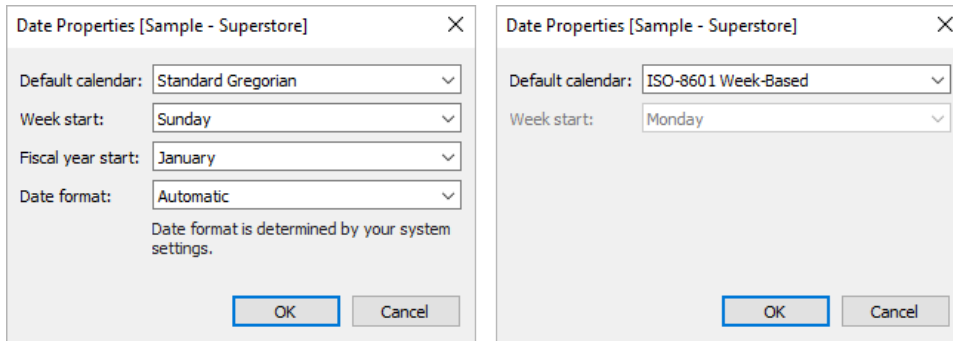 Date Properties [Sample - Superstore]
Default calendar: Standard Gregorian
Week start: Sunday
Fiscal year start: January
Date format: Automatic
Date format is determined by your system
settings.
OK Cancel
Date Properties [Sample - Superstore]
Default calendar: ISO-8601 Week-Based
Week start: Monday
OK Cancel